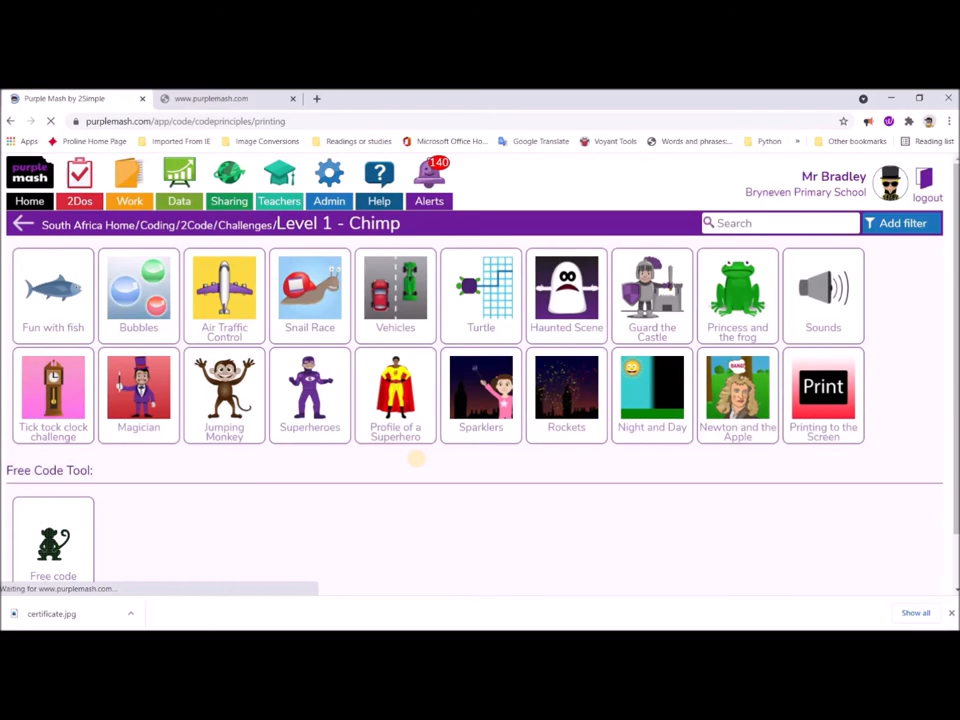 Purple Mash by 2Simple
www.purplemash.com
purplemash.com/app/code/codeprinciples/printing
Apps
Proline Home Page
Imported From IE
Image Conversions
Readings or studies
Microsoft Office Ho...
Google Translate
Voyant Tools
Words and phrases:...
Python
»
Other bookmarks
Reading list
purple mash
140
Home
2Dos
Work
Data
Sharing
Teachers
Admin
Help
Alerts
Mr Bradley
Bryneven Primary School
logout
South Africa Home/Coding/2Code/Challenges/Level 1 - Chimp
Search
Add filter
Fun with fish
Bubbles
Air Traffic Control
Snail Race
Vehicles
Turtle
Haunted Scene
Guard the Castle
Princess and the frog
Sounds
BANG!
Print
Tick tock clock challenge
Magician
Jumping Monkey
Superheroes
Profile of a Superhero
Sparklers
Rockets
Night and Day
Newton and the Apple
Printing to the Screen
Free Code Tool:
Free code
Waiting for www.purplemash.com...
certificate.jpg
Show all